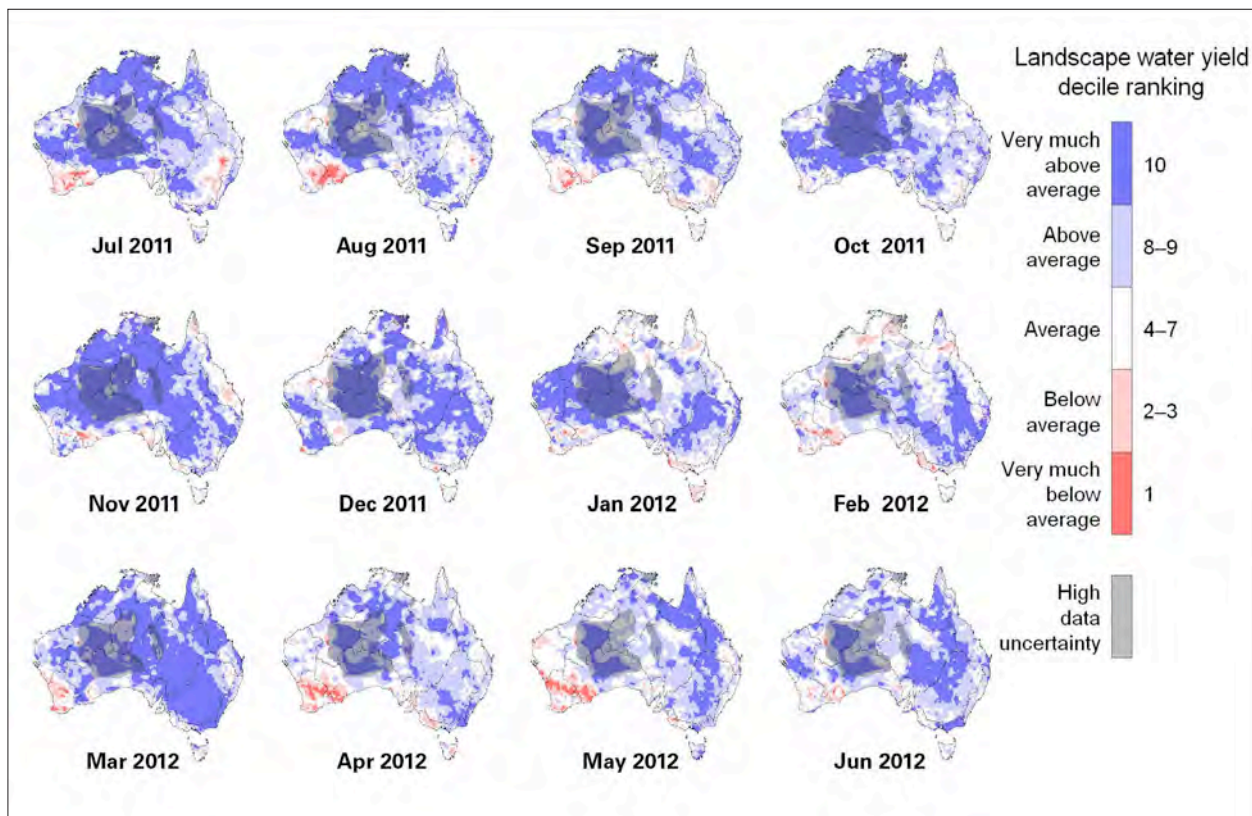 Landscape water yield
decile ranking
Very much
above
average
10
Above
average
8–9
Average
4–7
Below
average
2–3
Very much
below
average
1
High
data
uncertainty
Jul 2011
Aug 2011
Sep 2011
Oct 2011
Nov 2011
Dec 2011
Jan 2012
Feb 2012
Mar 2012
Apr 2012
May 2012
Jun 2012